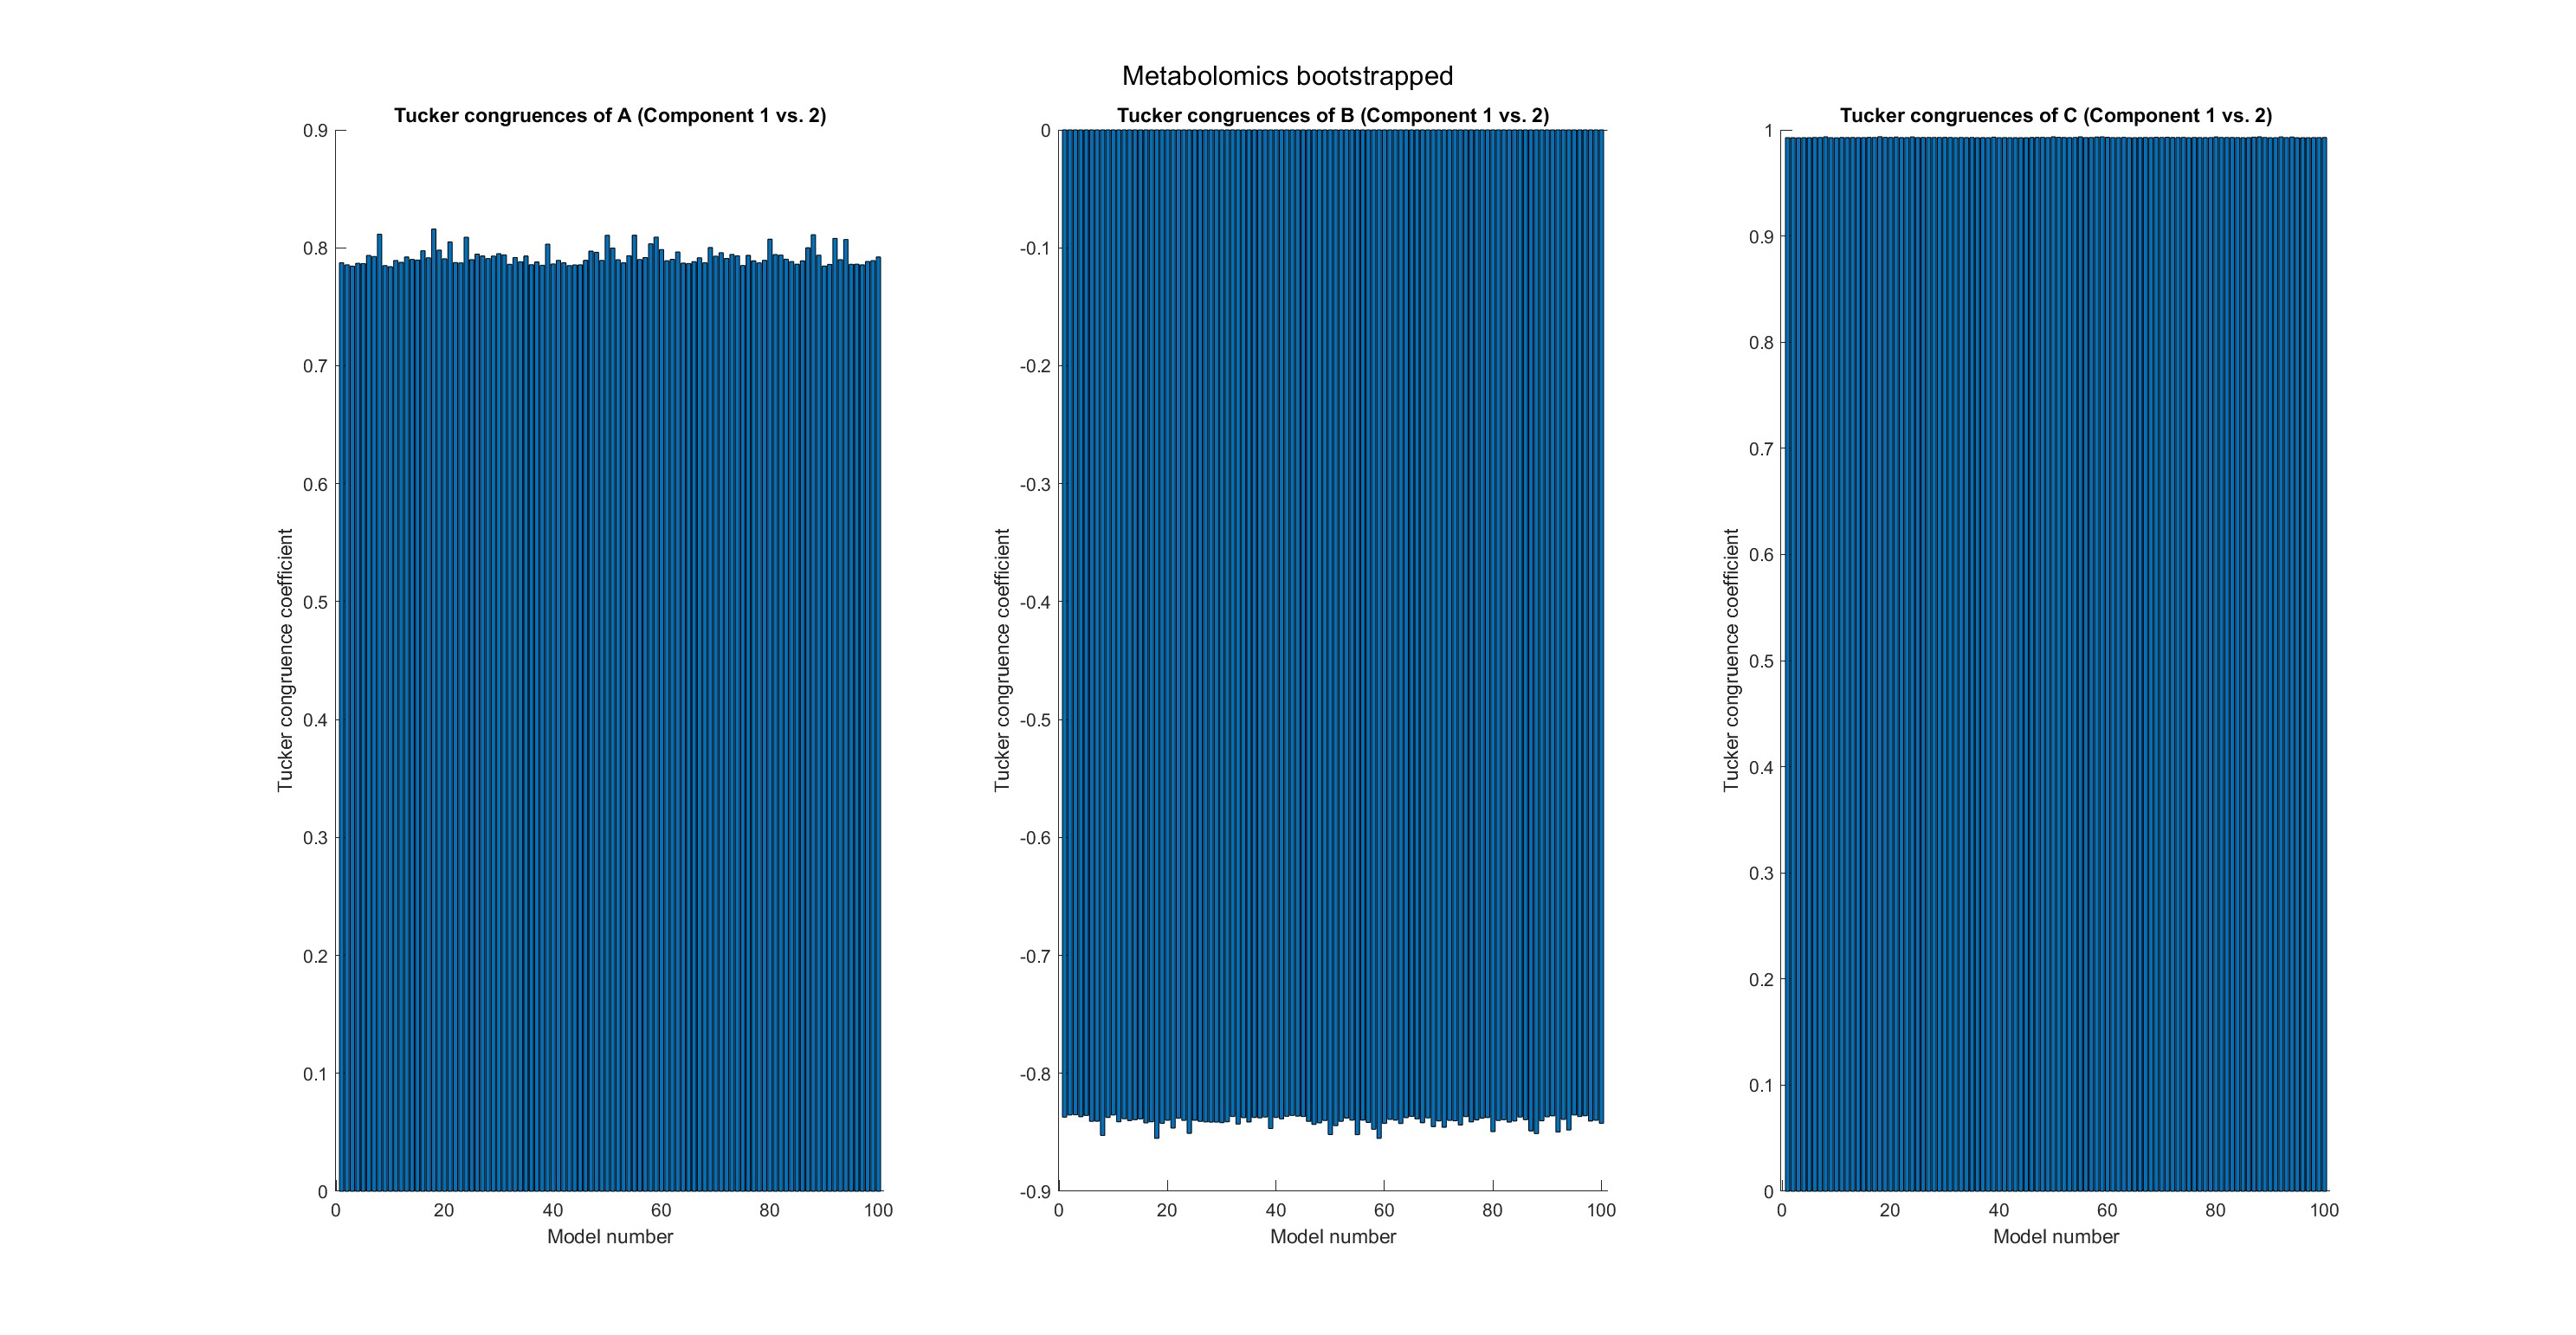 Metabolomics bootstrapped
Tucker congruences of A (Component 1 vs. 2)
Tucker congruence coefficient
0.9
0.8
0.7
0.6
0.5
0.4
0.3
0.2
0.1
0
0 20 40 60 80 100
Model number
Tucker congruences of B (Component 1 vs. 2)
Tucker congruence coefficient
0
-0.1
-0.2
-0.3
-0.4
-0.5
-0.6
-0.7
-0.8
-0.9
0 20 40 60 80 100
Model number
Tucker congruences of C (Component 1 vs. 2)
Tucker congruence coefficient
1
0.9
0.8
0.7
0.6
0.5
0.4
0.3
0.2
0.1
0
0 20 40 60 80 100
Model number